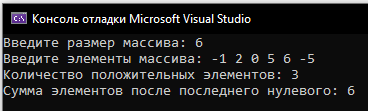 Консоль отладки Microsoft Visual Studio
Введите размер массива: 6
Введите элементы массива: -1 2 0 5 6 -5
Количество положительных элементов: 3
Сумма элементов после последнего нулевого: 6